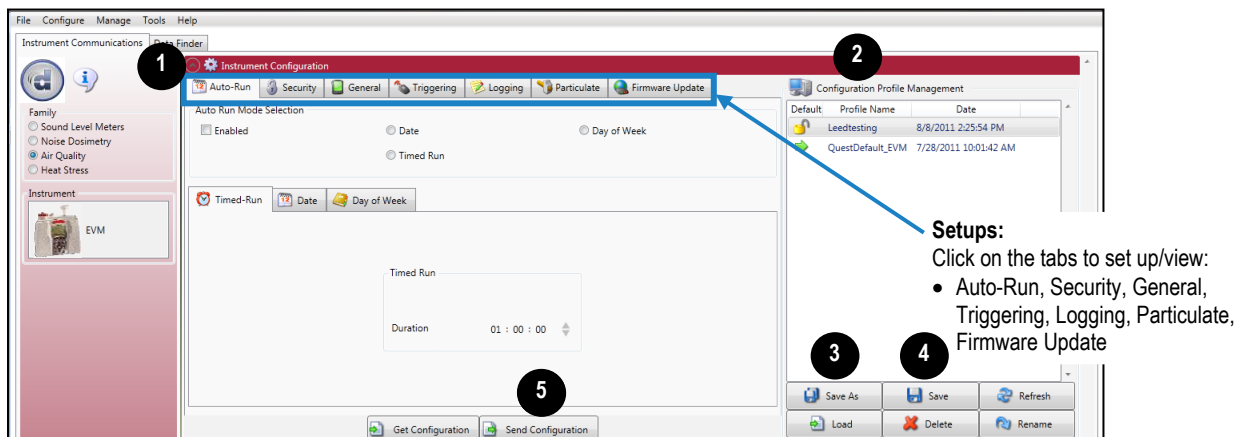 File Configure Manage Tools Help
Instrument Communications Data Finder
1
2
Instrument Configuration
Auto-Run Security General Triggering Logging Particulate Firmware Update
Configuration Profile Management
Family
Sound Level Meters
Noise Dosimetry
Air Quality
Heat Stress
Instrument
EVM
Auto Run Mode Selection
Enabled Date Day of Week
Timed Run
Timed-Run Date Day of Week
Timed Run
Duration 01 : 00 : 00
Default Profile Name Date
Leedtesting 8/8/2011 2:25:54 PM
QuestDefault_EVM 7/28/2011 10:01:42 AM
Setups:
Click on the tabs to set up/view:
• Auto-Run, Security, General,
Triggering, Logging, Particulate,
Firmware Update
3
4
5
Save As Save Refresh
Load Delete Rename
Get Configuration Send Configuration